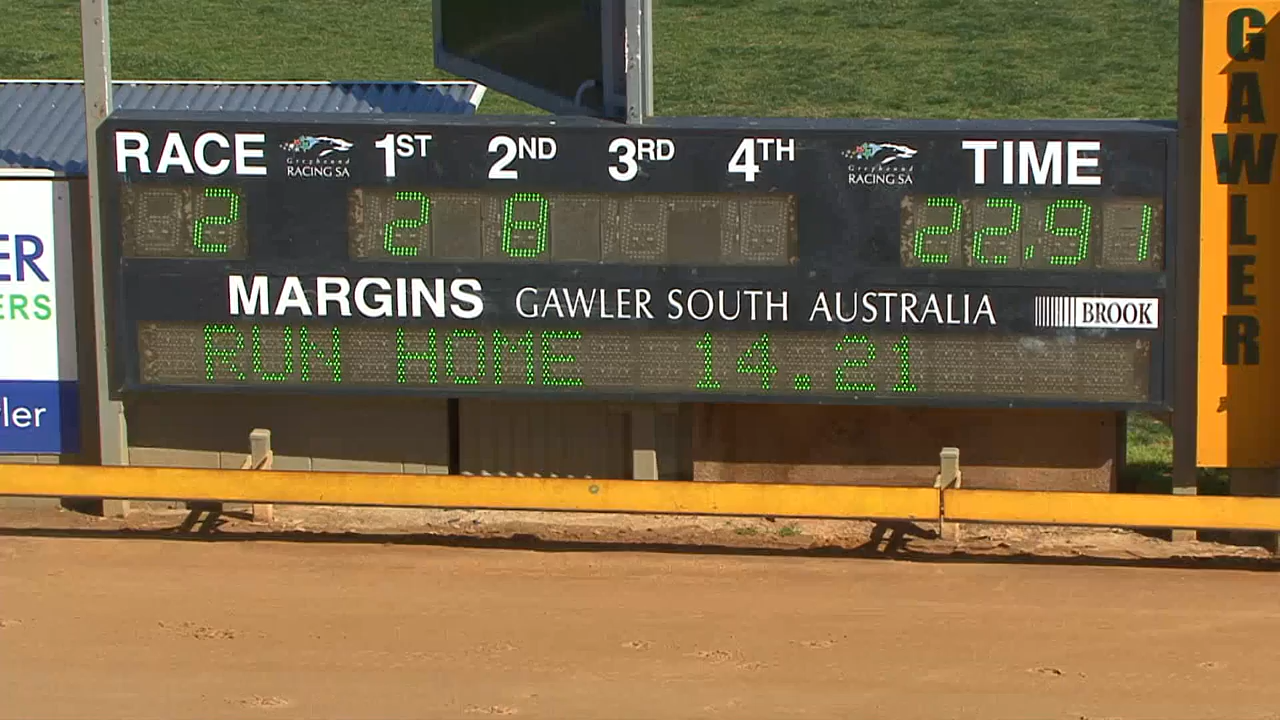 RACE Greyhound RACING SA 1ST 2ND 3RD 4TH Greyhound RACING SA TIME
2 2 8 22.91
MARGINS GAWLER SOUTH AUSTRALIA BROOK
RUN HOME 14.21
ER
ERS
ler
GAWLER